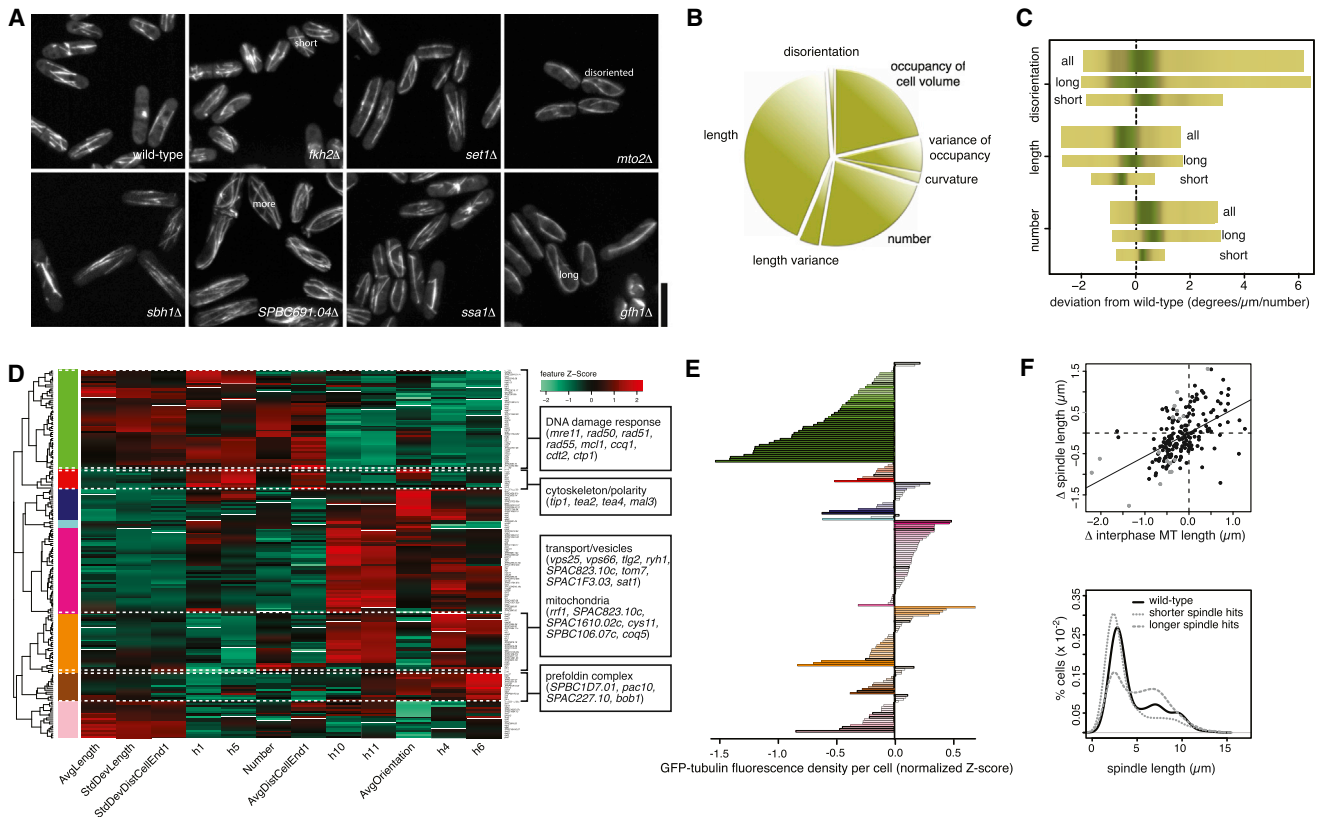 A
wild-type
short
fkh2Δ
set1Δ
disoriented
mto2Δ
sbh1Δ
more
SPBC691.04Δ
ssa1Δ
long
gfh1Δ
B
disorientation
occupancy of
cell volume
variance of
occupancy
curvature
number
length variance
length
C
disorientation
all
long
short
length
all
long
short
number
all
long
short
−2 0 2 4 6
deviation from wild-type (degrees/µm/number)
D
feature Z-Score
−2 −1 0 1 2
DNA damage response
(mre11, rad50, rad51,
rad55, mcl1, ccq1,
cdt2, ctp1)
cytoskeleton/polarity
(tip1, tea2, tea4, mal3)
transport/vesicles
(vps25, vps66, tlg2, ryh1,
SPAC823.10c, tom7,
SPAC1F3.03, sat1)
mitochondria
(rrf1, SPAC823.10c,
SPAC1610.02c, cys11,
SPBC106.07c, coq5)
prefoldin complex
(SPBC1D7.01, pac10,
SPAC227.10, bob1)
AvgLength
StdDevLength
StdDevDistCellEnd1
h1
h5
Number
AvgDistCellEnd1
h10
h11
AvgOrientation
h4
h6
E
-1.5 -1.0 -0.5 0.0 0.5
GFP-tubulin fluorescence density per cell (normalized Z-score)
F
Δ spindle length (µm)
1.5
0.5
-0.5
-1.5
-2.0 -1.0 0.0 1.0
Δ interphase MT length (µm)
% cells (x 10⁻²)
0.35
0.25
0.15
0.05
wild-type
shorter spindle hits
longer spindle hits
0 5 10 15
spindle length (µm)